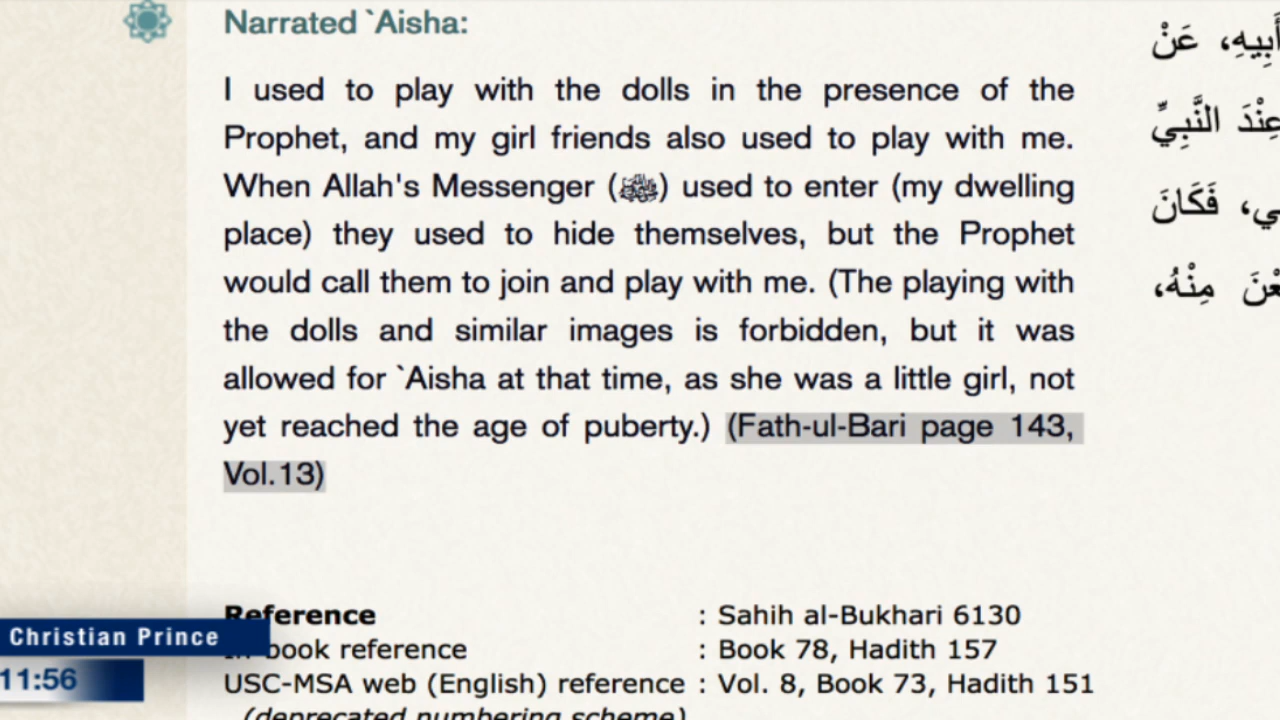 Narrated `Aisha:
I used to play with the dolls in the presence of the
Prophet, and my girl friends also used to play with me.
When Allah's Messenger (ﷺ) used to enter (my dwelling
place) they used to hide themselves, but the Prophet
would call them to join and play with me. (The playing with
the dolls and similar images is forbidden, but it was
allowed for `Aisha at that time, as she was a little girl, not
yet reached the age of puberty.) (Fath-ul-Bari page 143,
Vol.13)
أَبِيهِ، عَنْ
عِنْدَ النَّبِيِّ
فَكَانَ
مِنْهُ،
Reference : Sahih al-Bukhari 6130
In-book reference : Book 78, Hadith 157
USC-MSA web (English) reference : Vol. 8, Book 73, Hadith 151
(deprecated numbering scheme)
Christian Prince
11:56